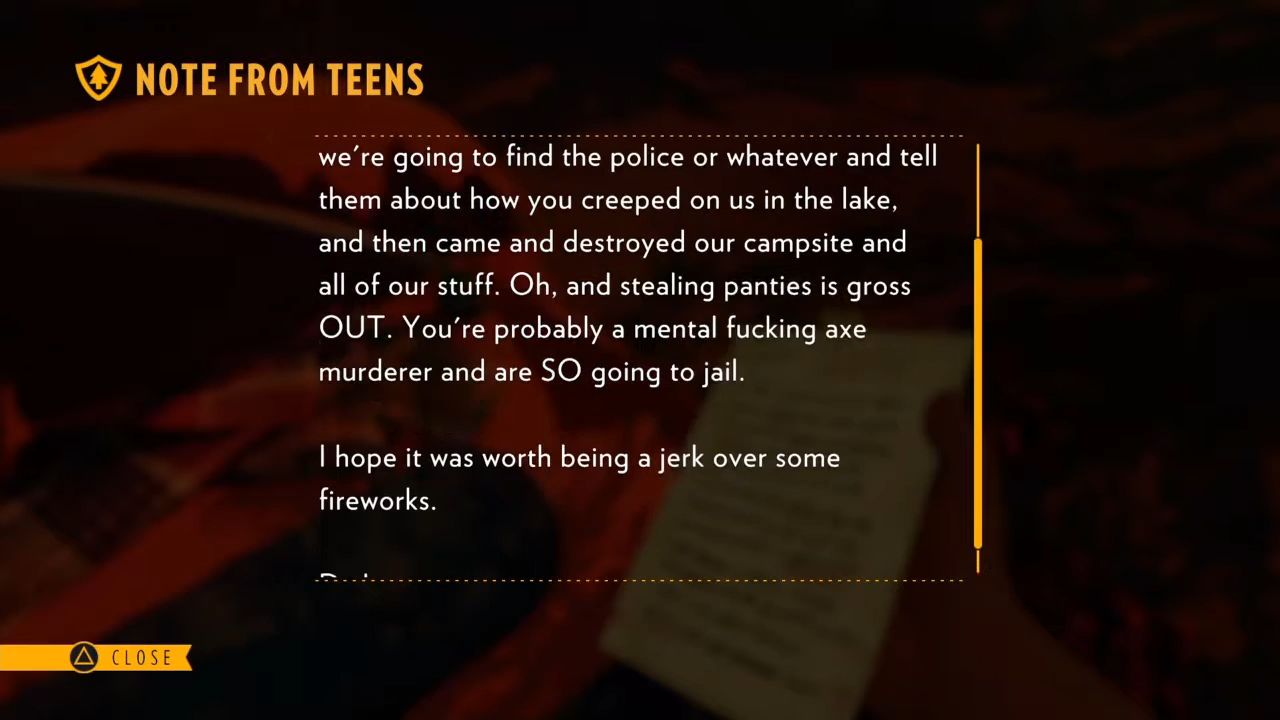 NOTE FROM TEENS
we're going to find the police or whatever and tell
them about how you creeped on us in the lake,
and then came and destroyed our campsite and
all of our stuff. Oh, and stealing panties is gross
OUT. You're probably a mental fucking axe
murderer and are SO going to jail.
I hope it was worth being a jerk over some
fireworks.
CLOSE